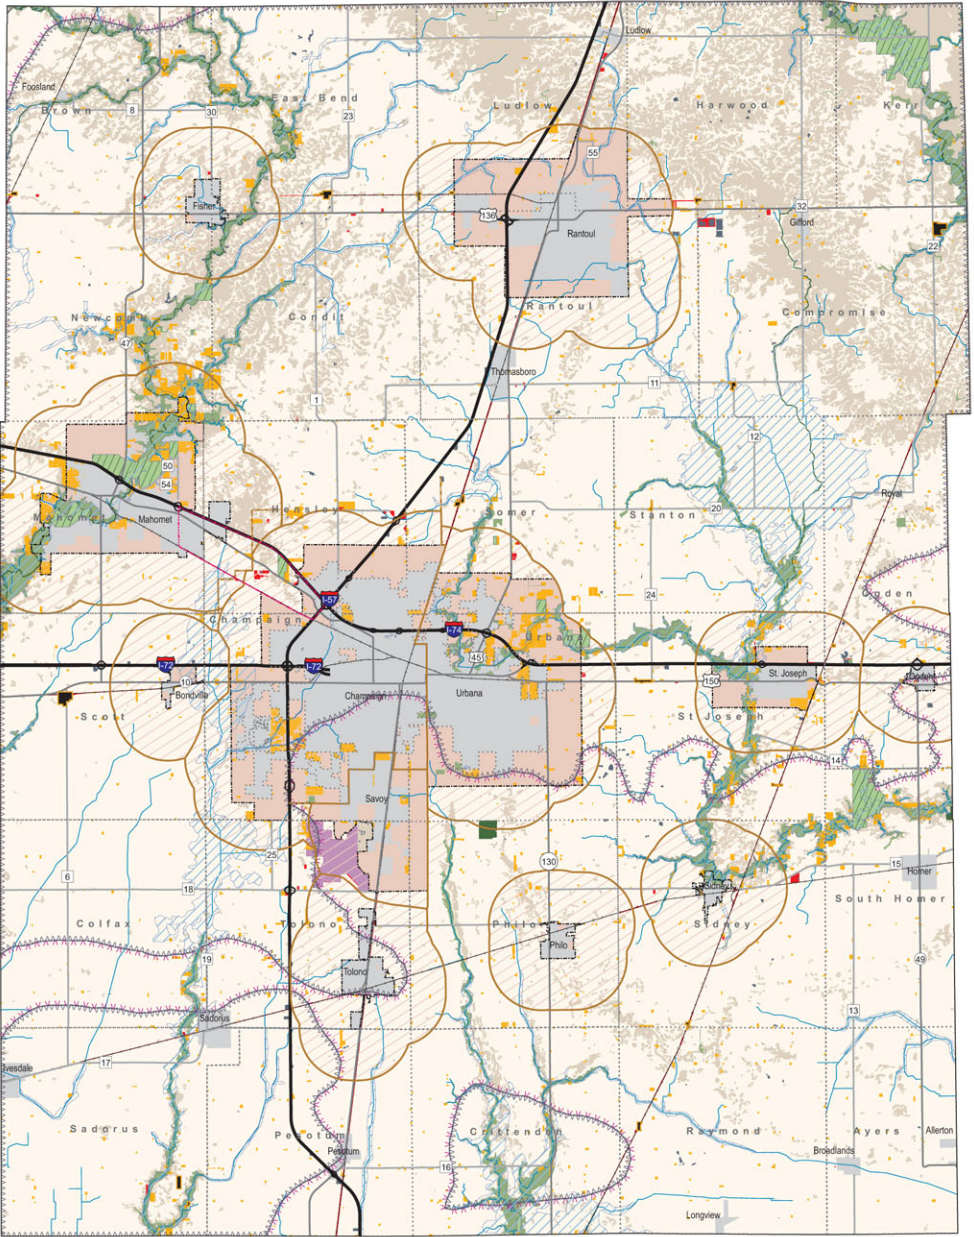 Ludlow
Foosland
Brown
8
30
East Bend
23
Ludlow
Harwood
Kerr
55
Fisher
136
Rantoul
32
Gifford
22
Rantoul
Newcomb
Condit
Compromise
47
Thomasboro
11
1
12
50
54
Mahomet
Mahomet
Hensley
Somer
Stanton
20
Royal
I-57
24
Ogden
Champaign
I-74
Urbana
45
I-72
I-72
10
Bondville
Champaign
Urbana
150
St. Joseph
Ogden
Scott
St Joseph
14
Savoy
25
130
15
Homer
6
18
Sidney
South Homer
Colfax
Tolono
Philo
Sidney
19
Philo
49
Tolono
13
Sadorus
17
Ivesdale
Sadorus
Pesotum
Crittenden
Raymond
Ayers
Allerton
Pesotum
Broadlands
16
Longview